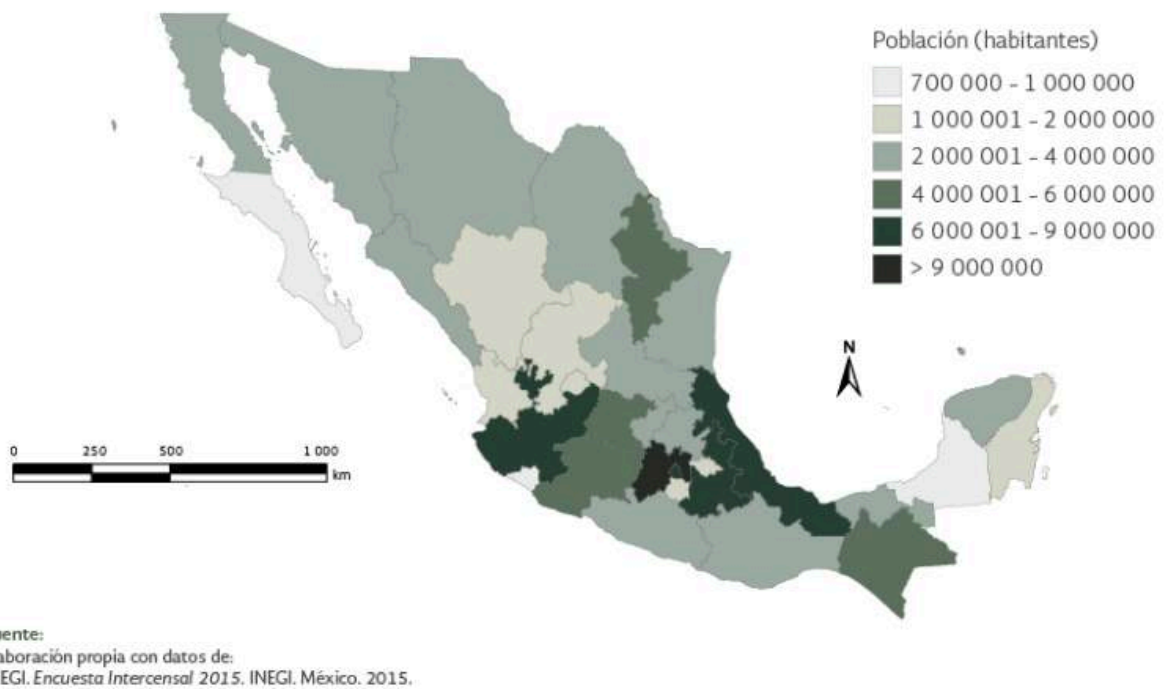 Población (habitantes)
700 000 - 1 000 000
1 000 001 - 2 000 000
2 000 001 - 4 000 000
4 000 001 - 6 000 000
6 000 001 - 9 000 000
> 9 000 000
N
0 250 500 1 000
km
uente:
aboración propia con datos de:
EGI. Encuesta Intercensal 2015. INEGI. México. 2015.